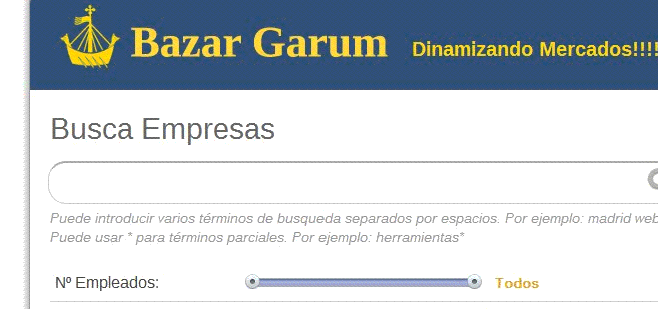 Bazar Garum Dinamizando Mercados!!!!
Busca Empresas
Puede introducir varios términos de busqueda separados por espacios. Por ejemplo: madrid web
Puede usar * para términos parciales. Por ejemplo: herramientas*
Nº Empleados: Todos